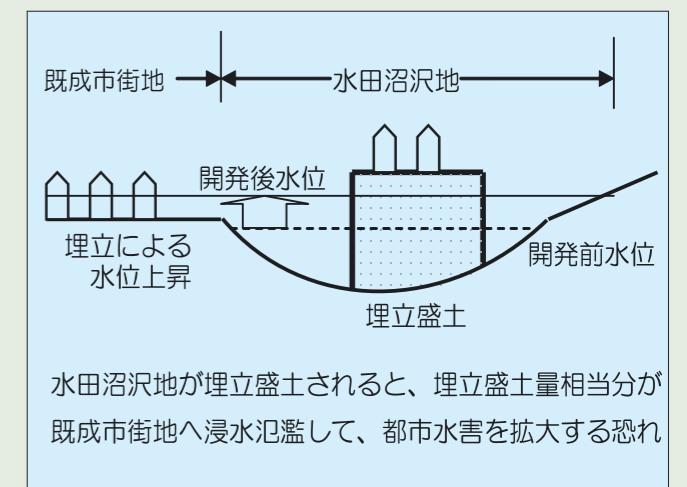 既成市街地
水田沼沢地
開発後水位
埋立による
水位上昇
開発前水位
埋立盛土
水田沼沢地が埋立盛土されると、埋立盛土量相当分が
既成市街地へ浸水氾濫して、都市水害を拡大する恐れ